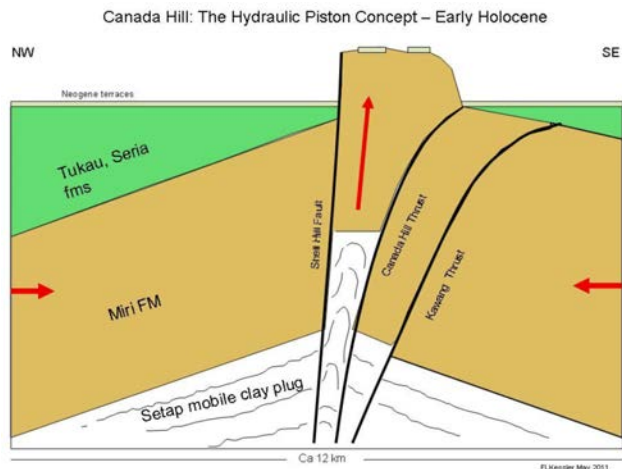 Canada Hill: The Hydraulic Piston Concept – Early Holocene
NW
SE
Neogene terraces
Tukau, Seria
fms
Shell Hill Fault
Canada Hill Thrust
Kawang Thrust
Miri FM
Setap mobile clay plug
Ca 12 km
FJ Kessler May 2011